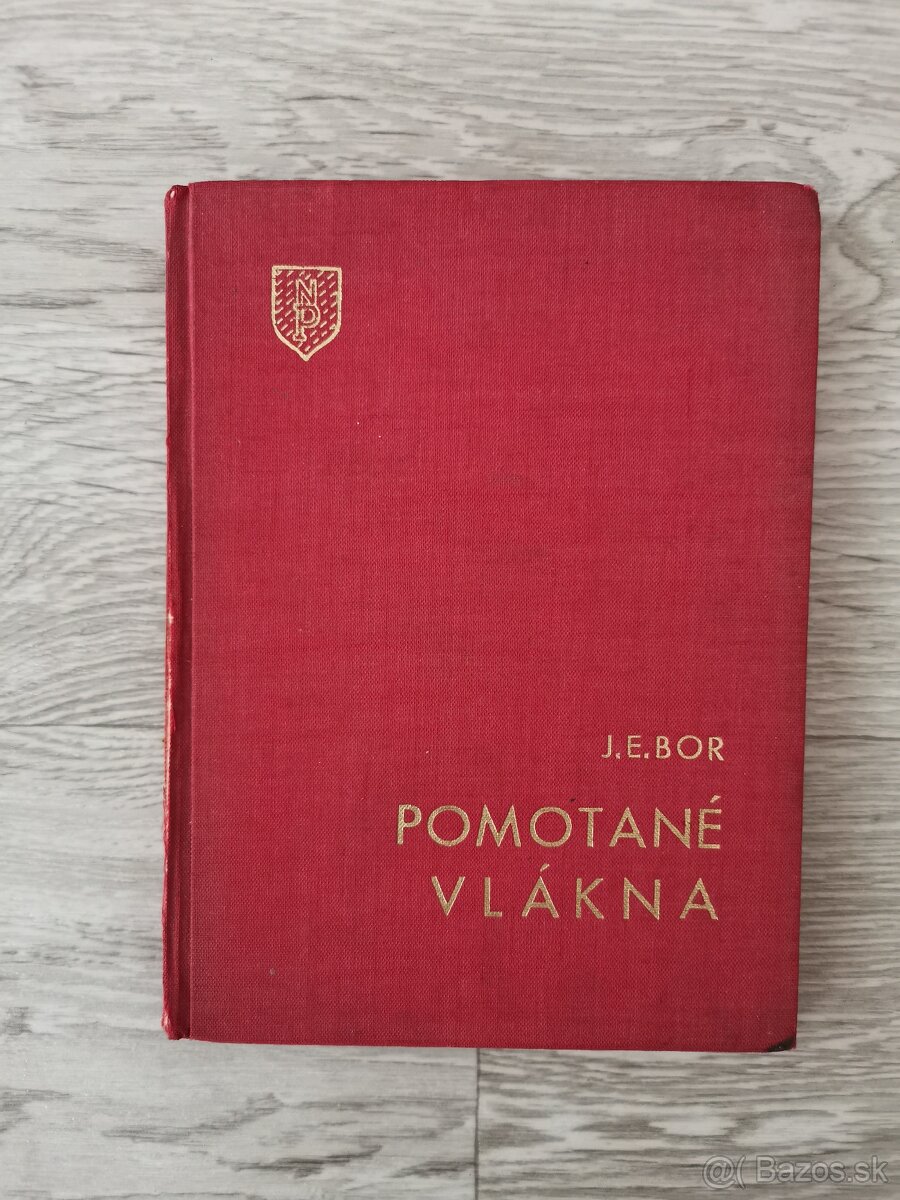 NP
J.E.BOR
POMOTANÉ
VLÁKNA
@( Bazos.sk